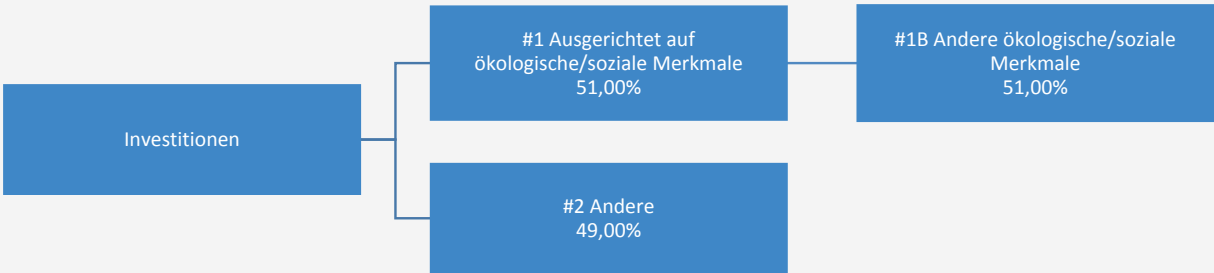 Investitionen
#1 Ausgerichtet auf
ökologische/soziale Merkmale
51,00%
#1B Andere ökologische/soziale
Merkmale
51,00%
#2 Andere
49,00%